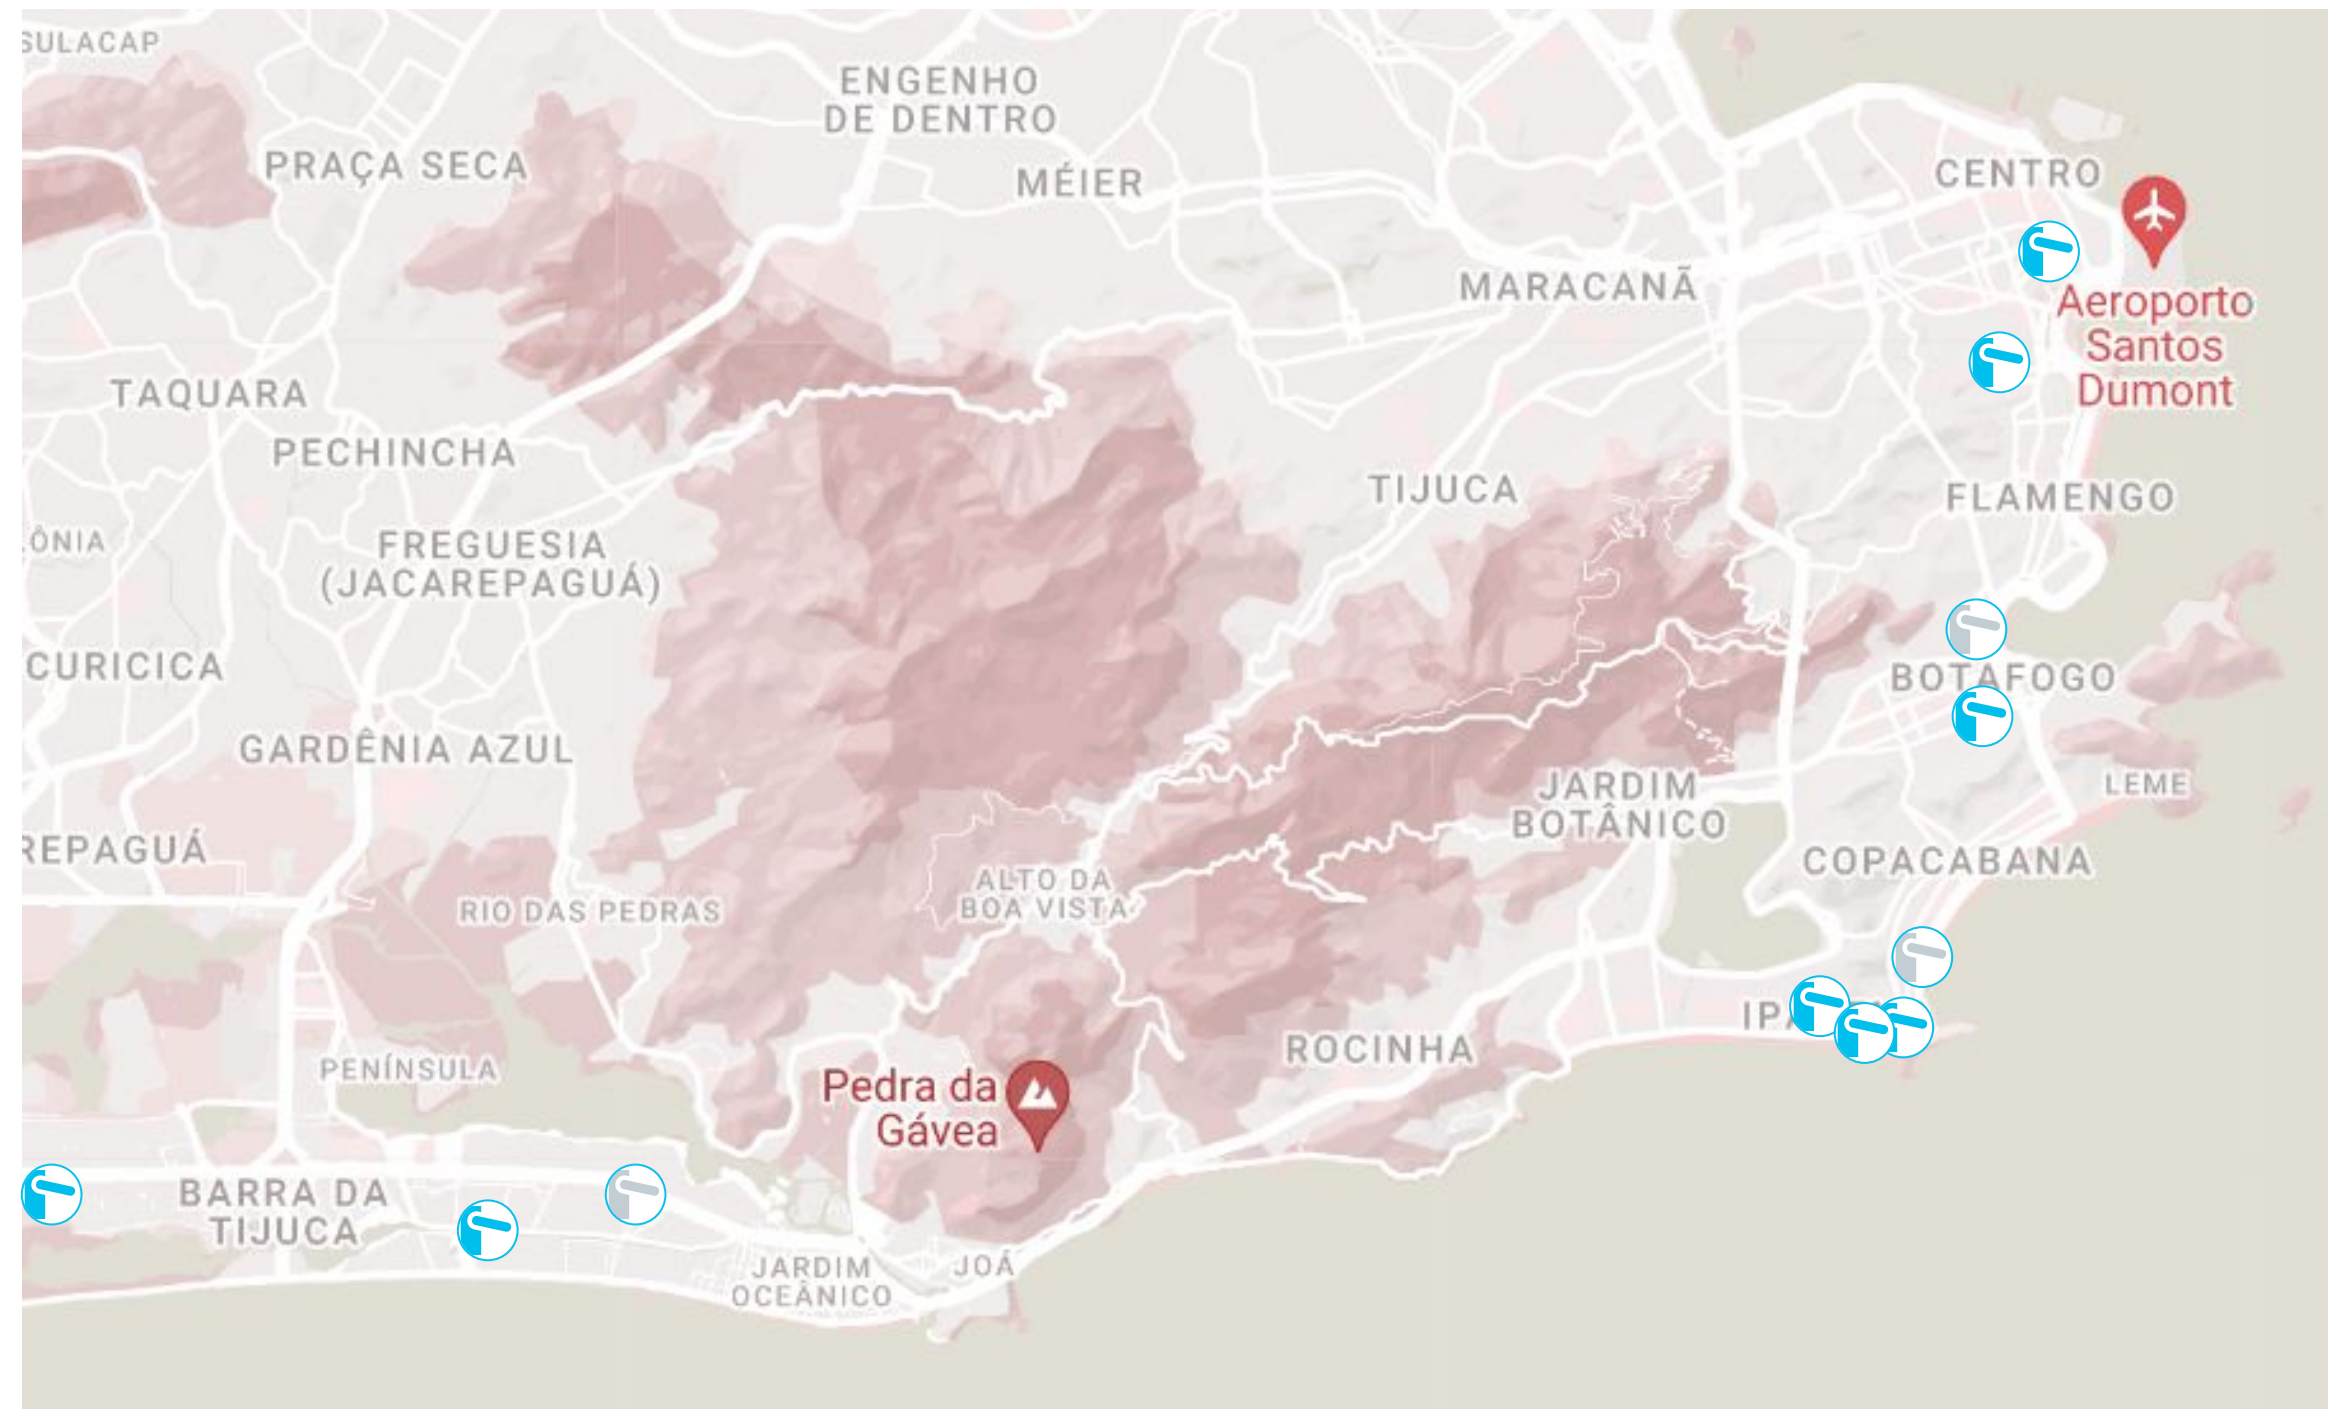 SULACAP
ENGENHO
DE DENTRO
PRAÇA SECA
MÉIER
CENTRO
MARACANÃ
Aeroporto
Santos
Dumont
TAQUARA
PECHINCHA
TIJUCA
FLAMENGO
ÔNIA
FREGUESIA
(JACAREPAGUÁ)
CURICICA
BOTAFOGO
GARDÊNIA AZUL
LEME
JARDIM
BOTÂNICO
REPAGUÁ
COPACABANA
ALTO DA
BOA VISTA
RIO DAS PEDRAS
IPA
ROCINHA
PENÍNSULA
Pedra da
Gávea
BARRA DA
TIJUCA
JARDIM
OCEÂNICO
JOÁ